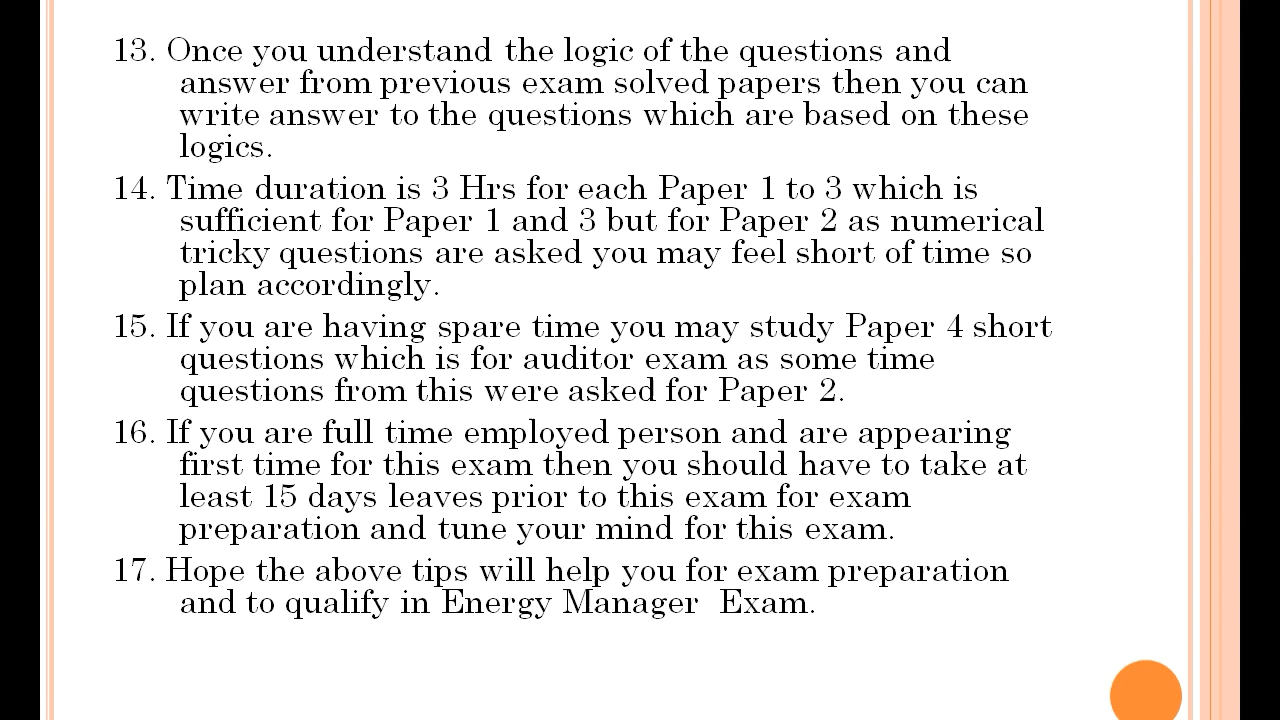 13. Once you understand the logic of the questions and
answer from previous exam solved papers then you can
write answer to the questions which are based on these
logics.
14. Time duration is 3 Hrs for each Paper 1 to 3 which is
sufficient for Paper 1 and 3 but for Paper 2 as numerical
tricky questions are asked you may feel short of time so
plan accordingly.
15. If you are having spare time you may study Paper 4 short
questions which is for auditor exam as some time
questions from this were asked for Paper 2.
16. If you are full time employed person and are appearing
first time for this exam then you should have to take at
least 15 days leaves prior to this exam for exam
preparation and tune your mind for this exam.
17. Hope the above tips will help you for exam preparation
and to qualify in Energy Manager  Exam.